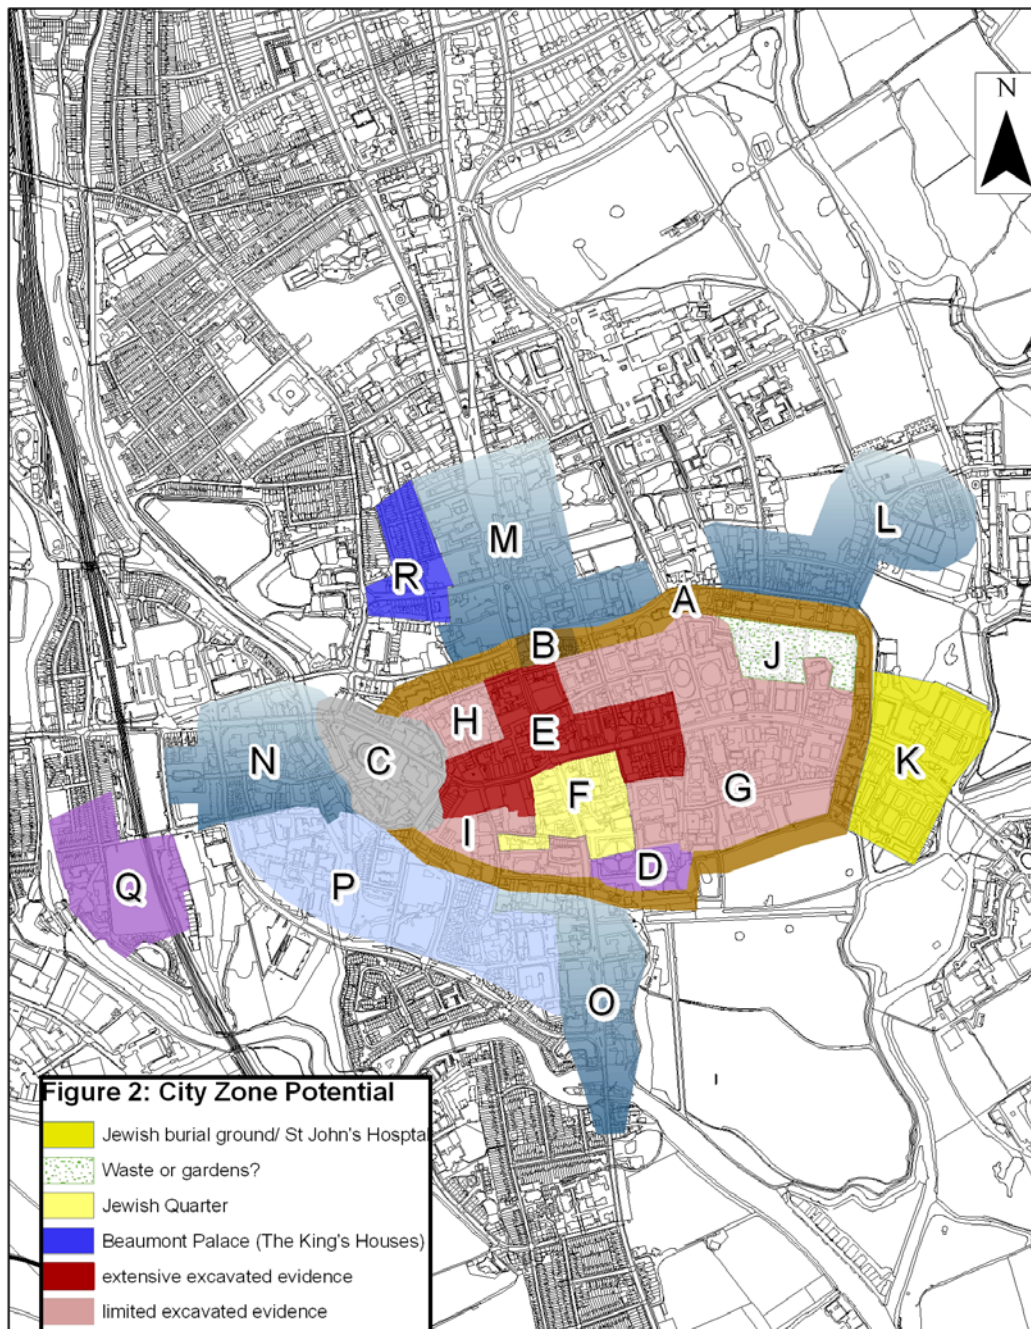 N
M
L
R
A
B
J
H
E
N
C
K
F
G
I
D
Q
P
O
Figure 2: City Zone Potential
Jewish burial ground/ St John's Hospta
Waste or gardens?
Jewish Quarter
Beaumont Palace (The King's Houses)
extensive excavated evidence
limited excavated evidence